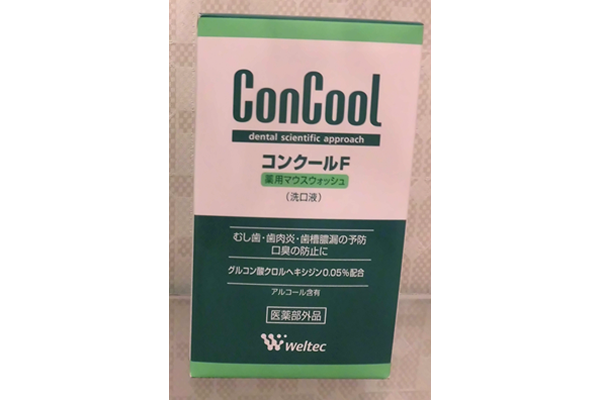 ConCool
dental scientific approach
コンクールF
薬用マウスウォッシュ
(洗口液)
むし歯・歯肉炎・歯槽膿漏の予防
口臭の防止に
グルコン酸クロルヘキシジン0.05%配合
アルコール含有
医薬部外品
weltec